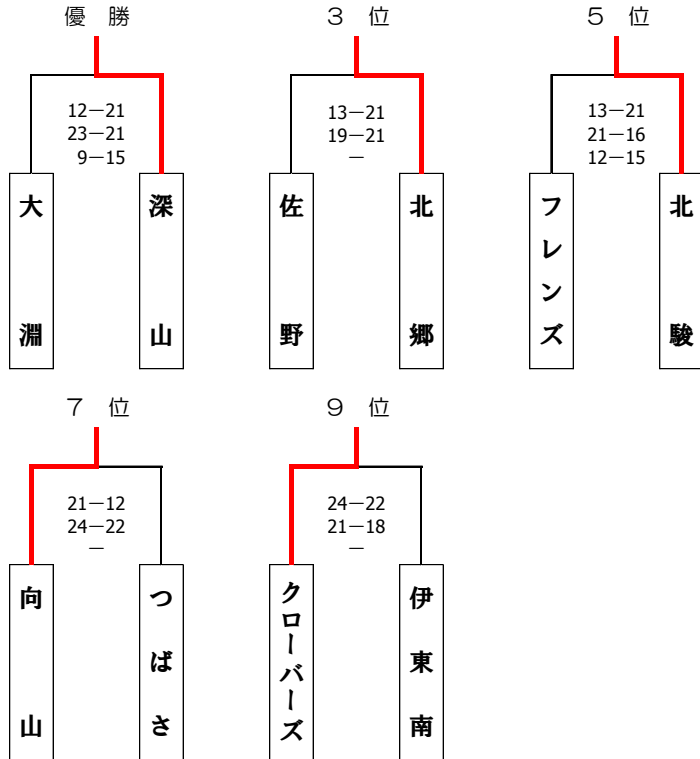 優 勝
12－21
23－21
9－15
大淵
深山
３ 位
13－21
19－21
－
佐野
北郷
５ 位
13－21
21－16
12－15
フレンズ
北駿
７ 位
21－12
24－22
－
向山
つばさ
９ 位
24－22
21－18
－
クローバーズ
伊東南